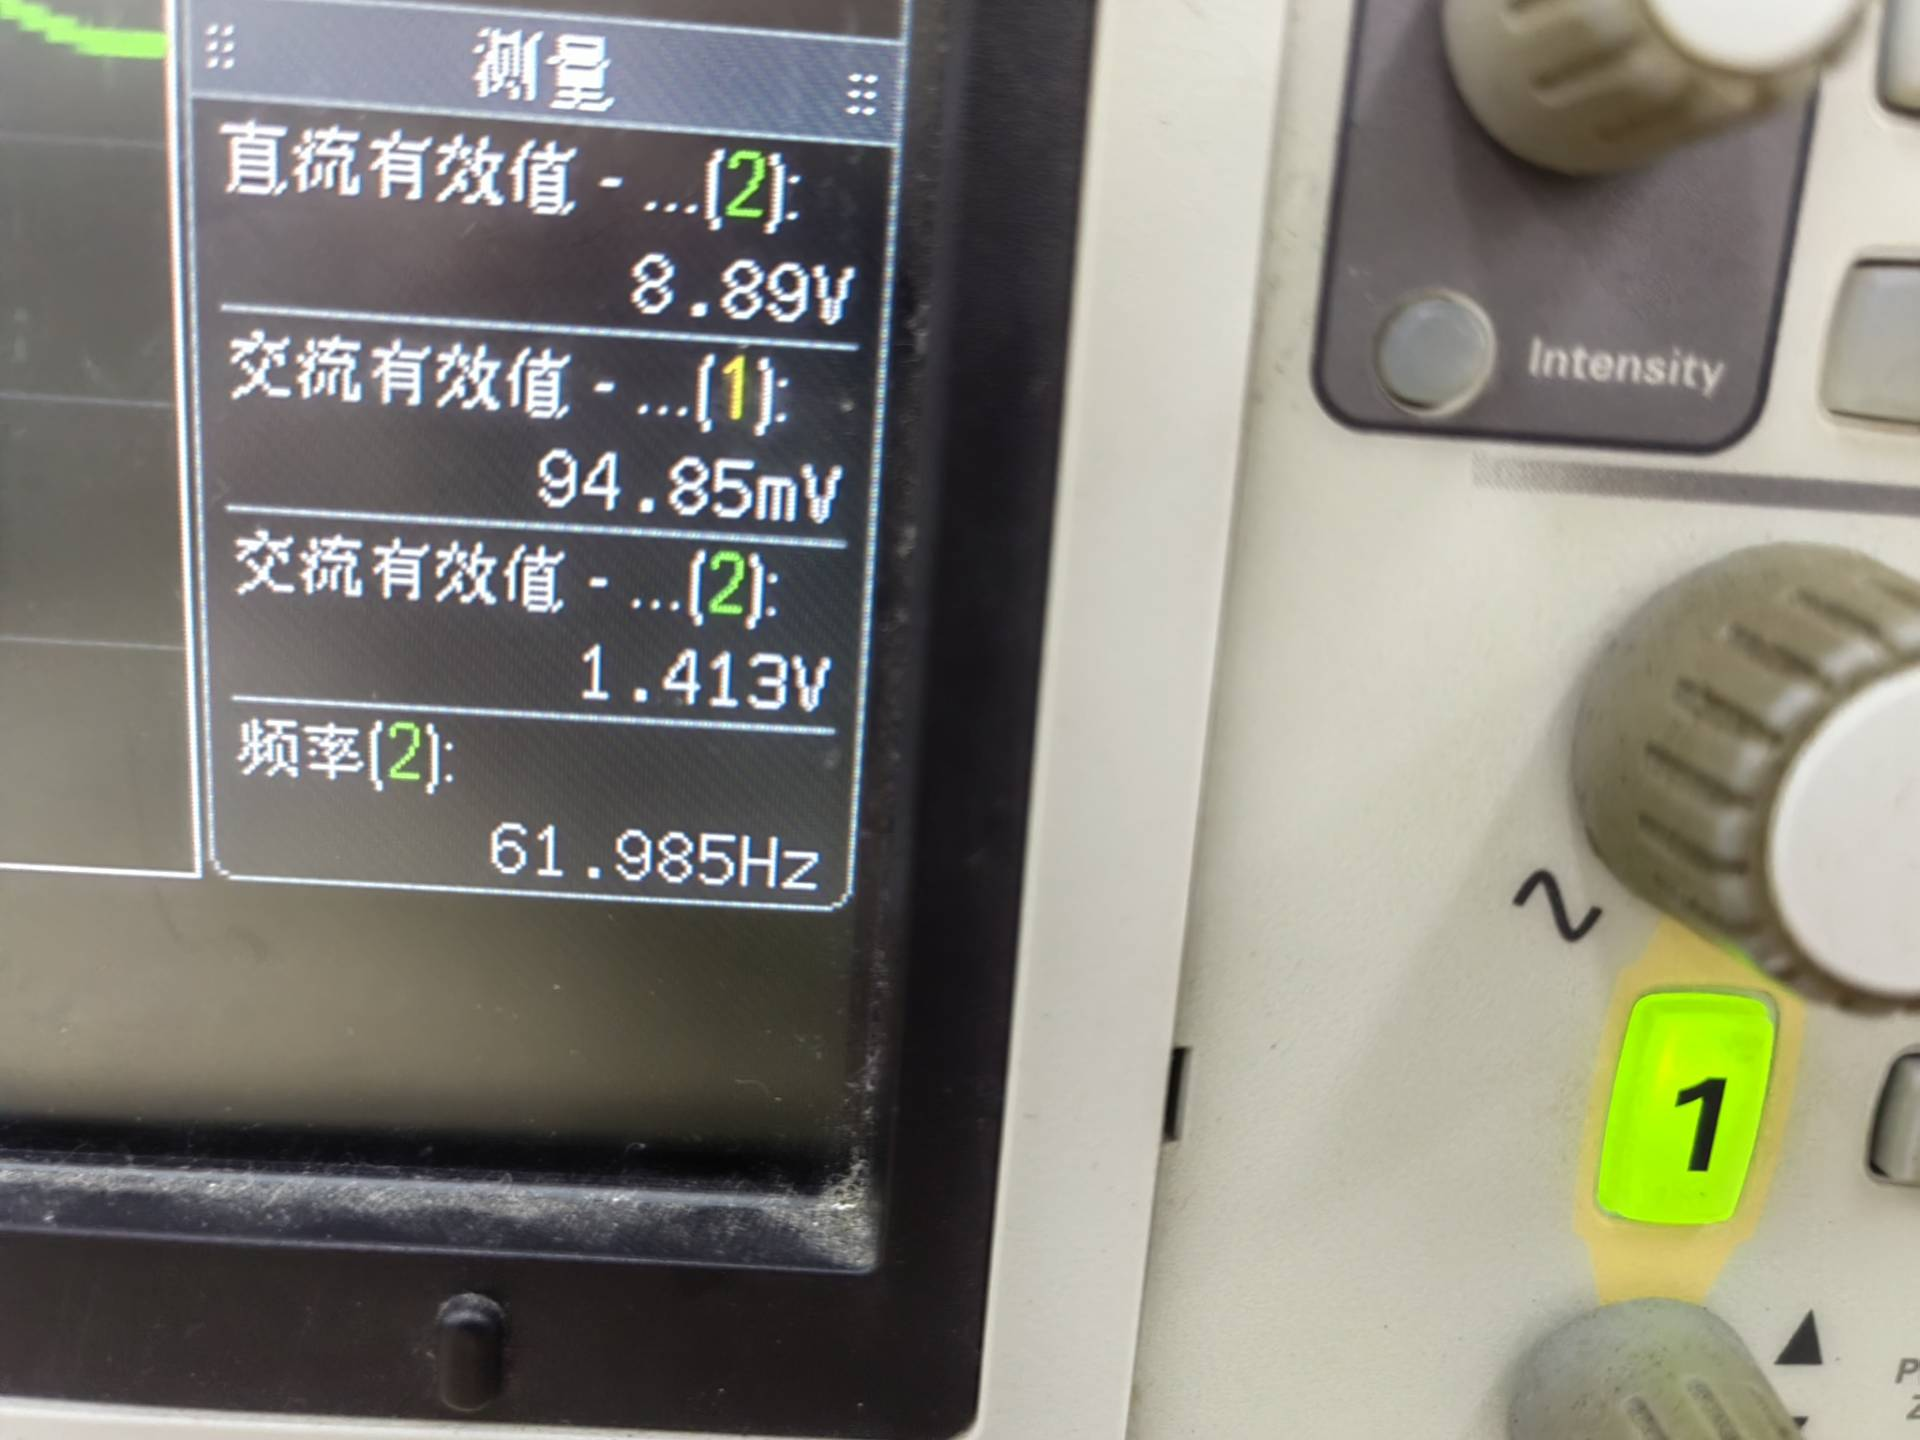 测量
直流有效值 - ...(2):
8.89V
交流有效值 - ...(1):
94.85mV
交流有效值 - ...(2):
1.413V
频率(2):
61.985Hz
Intensity
1